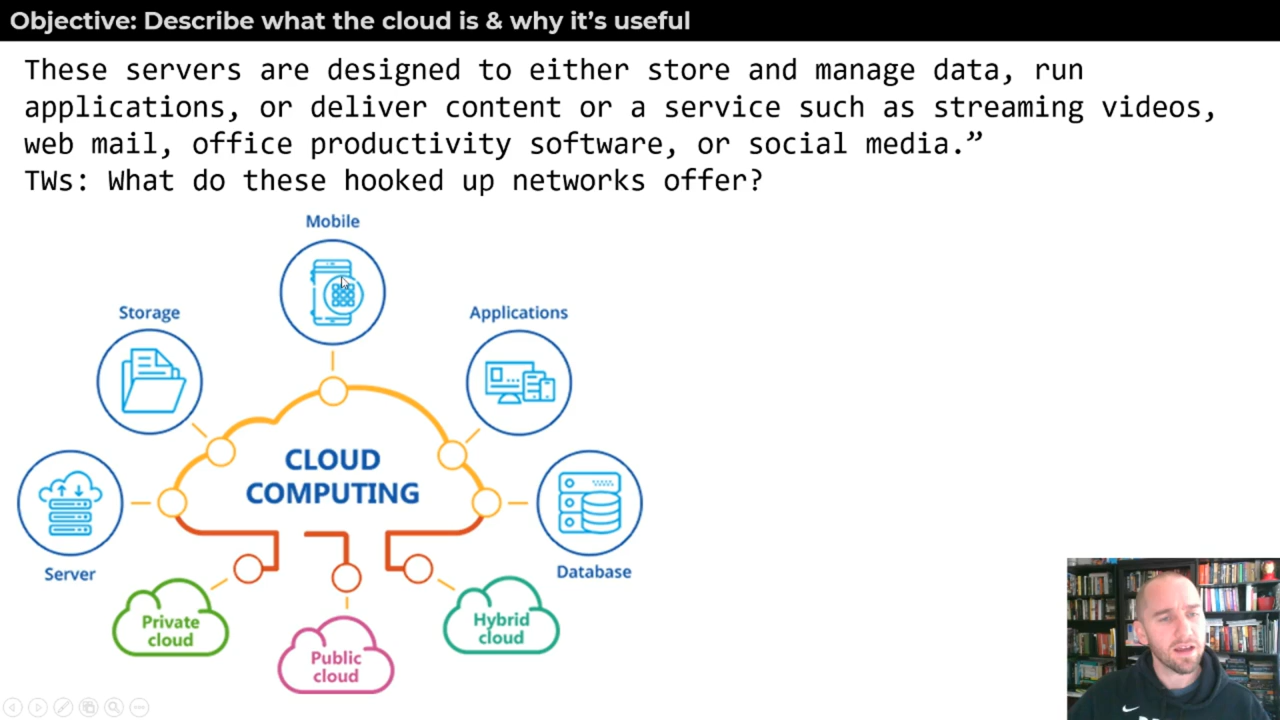 Objective: Describe what the cloud is & why it’s useful
These servers are designed to either store and manage data, run
applications, or deliver content or a service such as streaming videos,
web mail, office productivity software, or social media.”
TWs: What do these hooked up networks offer?
Mobile
Storage
Applications
CLOUD
COMPUTING
Server
Database
Private
cloud
Public
cloud
Hybrid
cloud